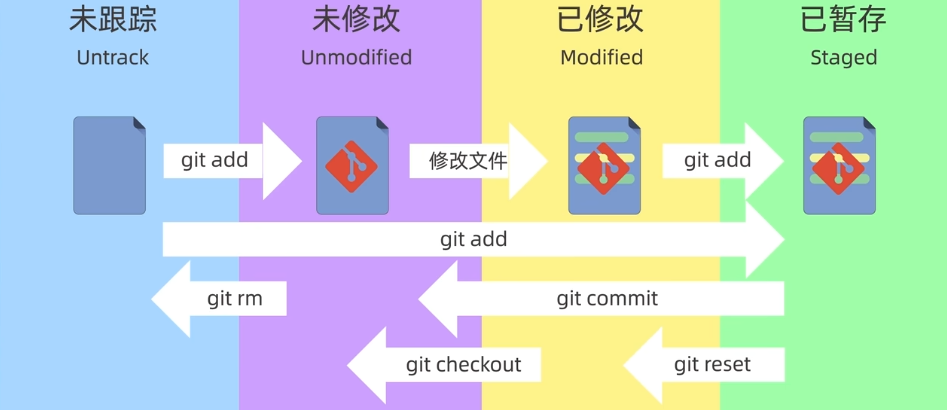 未跟踪
Untrack
未修改
Unmodified
已修改
Modified
已暂存
Staged
git add
修改文件
git add
git add
git rm
git commit
git checkout
git reset